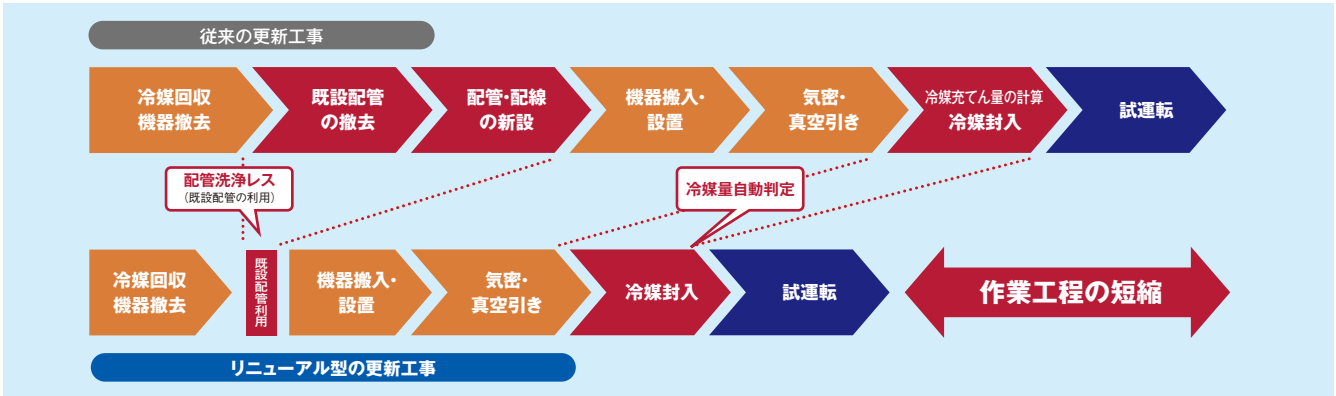 従来の更新工事
冷媒回収
機器撤去
既設配管
の撤去
配管・配線
の新設
機器搬入・
設置
気密・
真空引き
冷媒充てん量の計算
冷媒封入
試運転
配管洗浄レス
(既設配管の利用)
冷媒量自動判定
冷媒回収
機器撤去
既設配管利用
機器搬入・
設置
気密・
真空引き
冷媒封入
試運転
作業工程の短縮
リニューアル型の更新工事